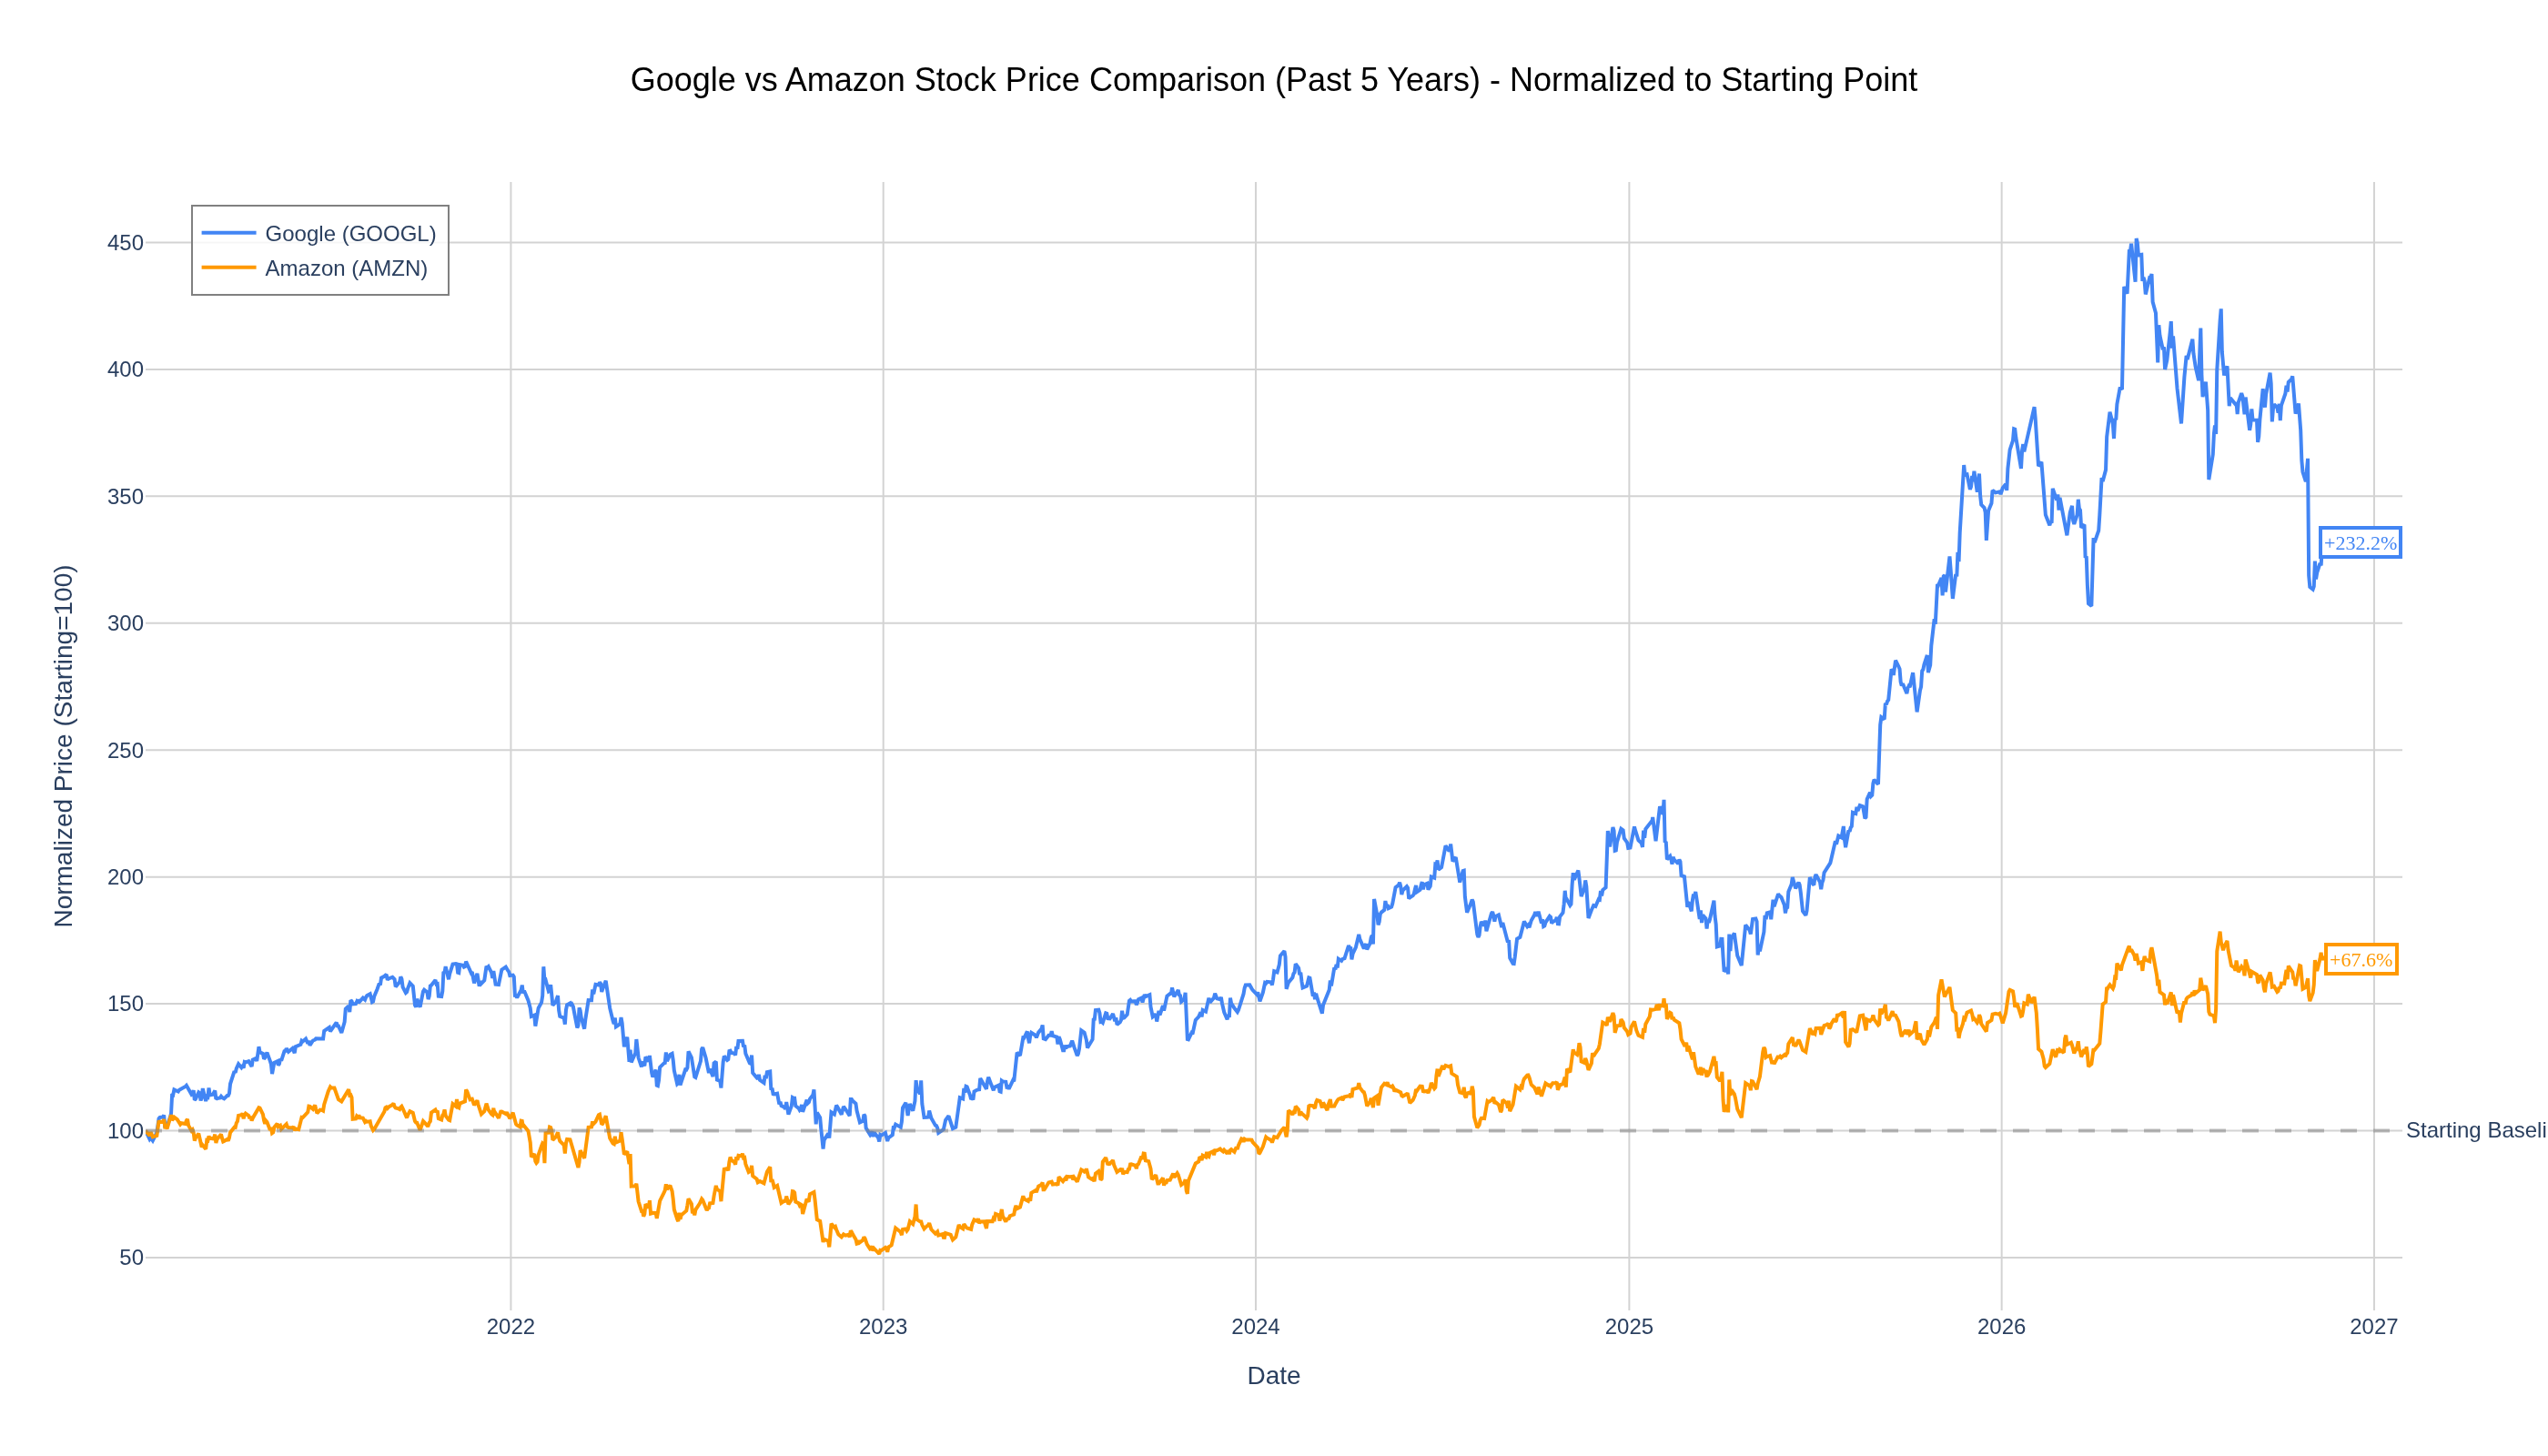 Google vs Amazon Stock Price Comparison (Past 5 Years) - Normalized to Starting Point
Google (GOOGL)
Amazon (AMZN)
Normalized Price (Starting=100)
450
400
350
300
250
200
150
100
50
+232.2%
+67.6%
Starting Baseli
2022
2023
2024
2025
2026
2027
Date